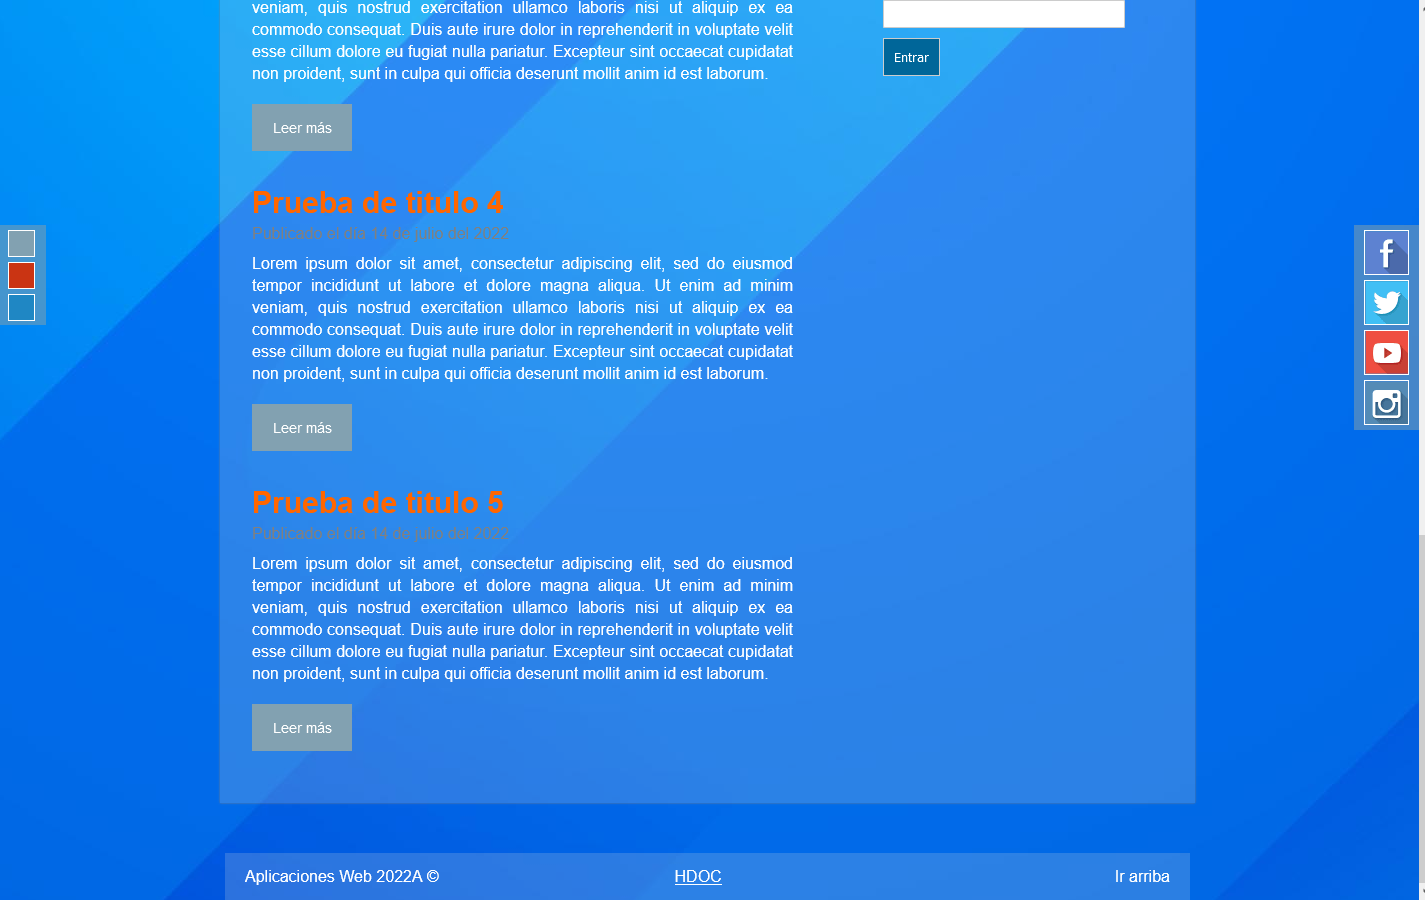 veniam, quis nostrud exercitation ullamco laboris nisi ut aliquip ex ea
commodo consequat. Duis aute irure dolor in reprehenderit in voluptate velit
esse cillum dolore eu fugiat nulla pariatur. Excepteur sint occaecat cupidatat
non proident, sunt in culpa qui officia deserunt mollit anim id est laborum.
Leer más
Entrar
Prueba de titulo 4
Publicado el día 14 de julio del 2022
Lorem ipsum dolor sit amet, consectetur adipiscing elit, sed do eiusmod
tempor incididunt ut labore et dolore magna aliqua. Ut enim ad minim
veniam, quis nostrud exercitation ullamco laboris nisi ut aliquip ex ea
commodo consequat. Duis aute irure dolor in reprehenderit in voluptate velit
esse cillum dolore eu fugiat nulla pariatur. Excepteur sint occaecat cupidatat
non proident, sunt in culpa qui officia deserunt mollit anim id est laborum.
Leer más
Prueba de titulo 5
Publicado el día 14 de julio del 2022
Lorem ipsum dolor sit amet, consectetur adipiscing elit, sed do eiusmod
tempor incididunt ut labore et dolore magna aliqua. Ut enim ad minim
veniam, quis nostrud exercitation ullamco laboris nisi ut aliquip ex ea
commodo consequat. Duis aute irure dolor in reprehenderit in voluptate velit
esse cillum dolore eu fugiat nulla pariatur. Excepteur sint occaecat cupidatat
non proident, sunt in culpa qui officia deserunt mollit anim id est laborum.
Leer más
Aplicaciones Web 2022A © HDOC Ir arriba